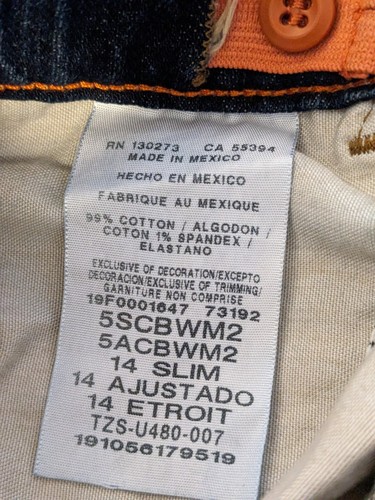 RN 130273 CA 55394
MADE IN MEXICO
HECHO EN MEXICO
FABRIQUE AU MEXIQUE
99% COTTON / ALGODON /
COTON 1% SPANDEX /
ELASTANO
EXCLUSIVE OF DECORATION/EXCEPTO
DECORACION/EXCLUSIVE OF TRIMMING/
GARNITURE NON COMPRISE
19F0001647 73192
5SCBWM2
5ACBWM2
14 SLIM
14 AJUSTADO
14 ETROIT
TZS-U480-007
191056179519